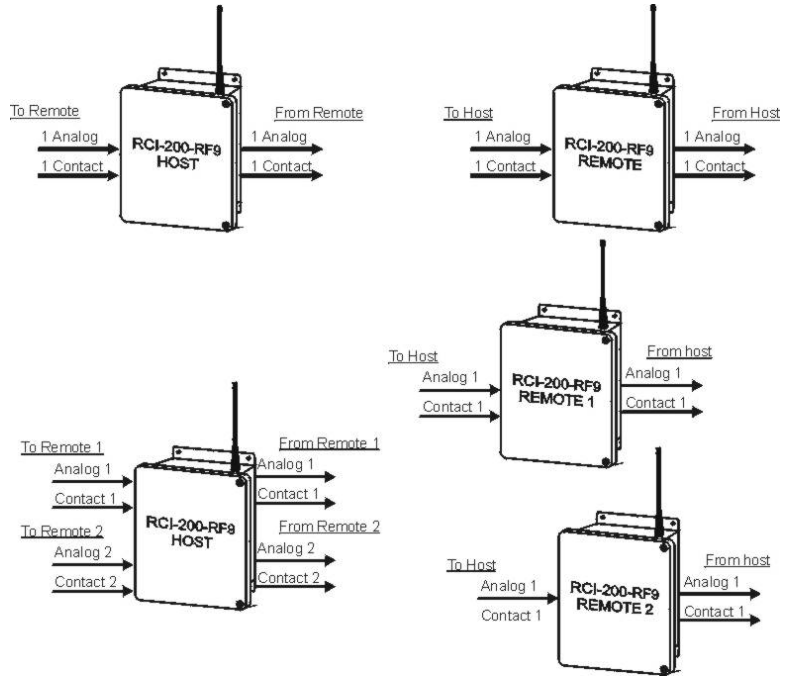 To Remote
1 Analog
1 Contact
RCI-200-RF9
HOST
From Remote
1 Analog
1 Contact
To Host
1 Analog
1 Contact
RCI-200-RF9
REMOTE
From Host
1 Analog
1 Contact
To Host
Analog 1
Contact 1
RCI-200-RF9
REMOTE 1
From host
Analog 1
Contact 1
To Remote 1
Analog 1
Contact 1
To Remote 2
Analog 2
Contact 2
RCI-200-RF9
HOST
From Remote 1
Analog 1
Contact 1
From Remote 2
Analog 2
Contact 2
To Host
Analog 1
Contact 1
RCI-200-RF9
REMOTE 2
From host
Analog 1
Contact 1